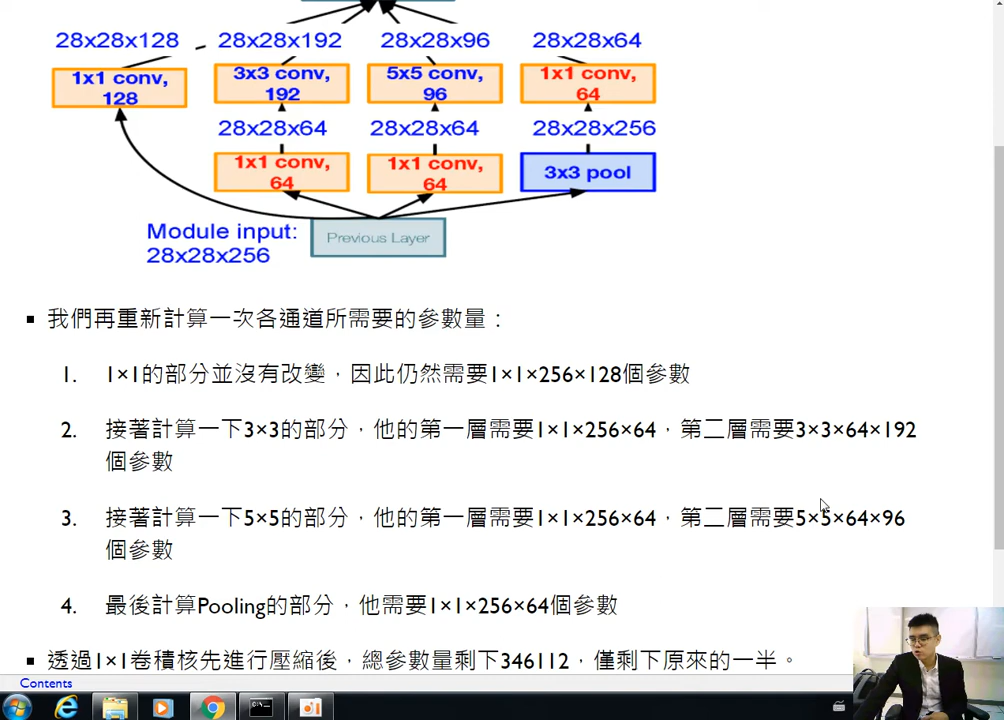 28x28x128 28x28x192 28x28x96 28x28x64
1x1 conv, 128
3x3 conv, 192
5x5 conv, 96
1x1 conv, 64
28x28x64 28x28x64 28x28x256
1x1 conv, 64
1x1 conv, 64
3x3 pool
Module input: 28x28x256
Previous Layer
▪ 我們再重新計算一次各通道所需要的參數量：
1. 1×1的部分並沒有改變，因此仍然需要1×1×256×128個參數
2. 接著計算一下3×3的部分，他的第一層需要1×1×256×64，第二層需要3×3×64×192
個參數
3. 接著計算一下5×5的部分，他的第一層需要1×1×256×64，第二層需要5×5×64×96
個參數
4. 最後計算Pooling的部分，他需要1×1×256×64個參數
▪ 透過1×1卷積核先進行壓縮後，總參數量剩下346112，僅剩下原來的一半。
Contents